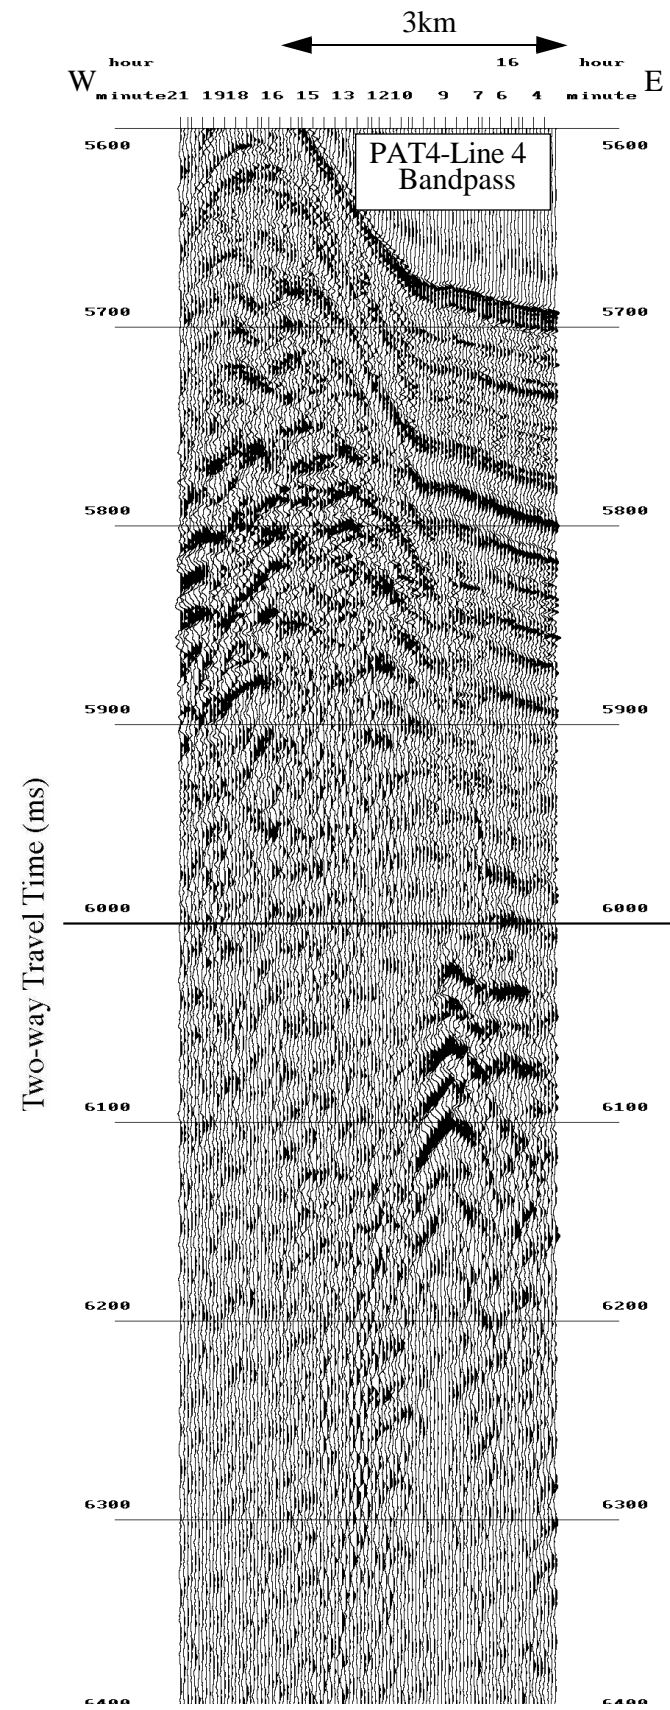 3km
hour 16 hour
W E
minute21 1918 16 15 13 1210 9 7 6 4 minute
5600 5600
PAT4-Line 4
Bandpass
5700 5700
5800 5800
5900 5900
Two-way Travel Time (ms)
6000 6000
6100 6100
6200 6200
6300 6300
6400 6400